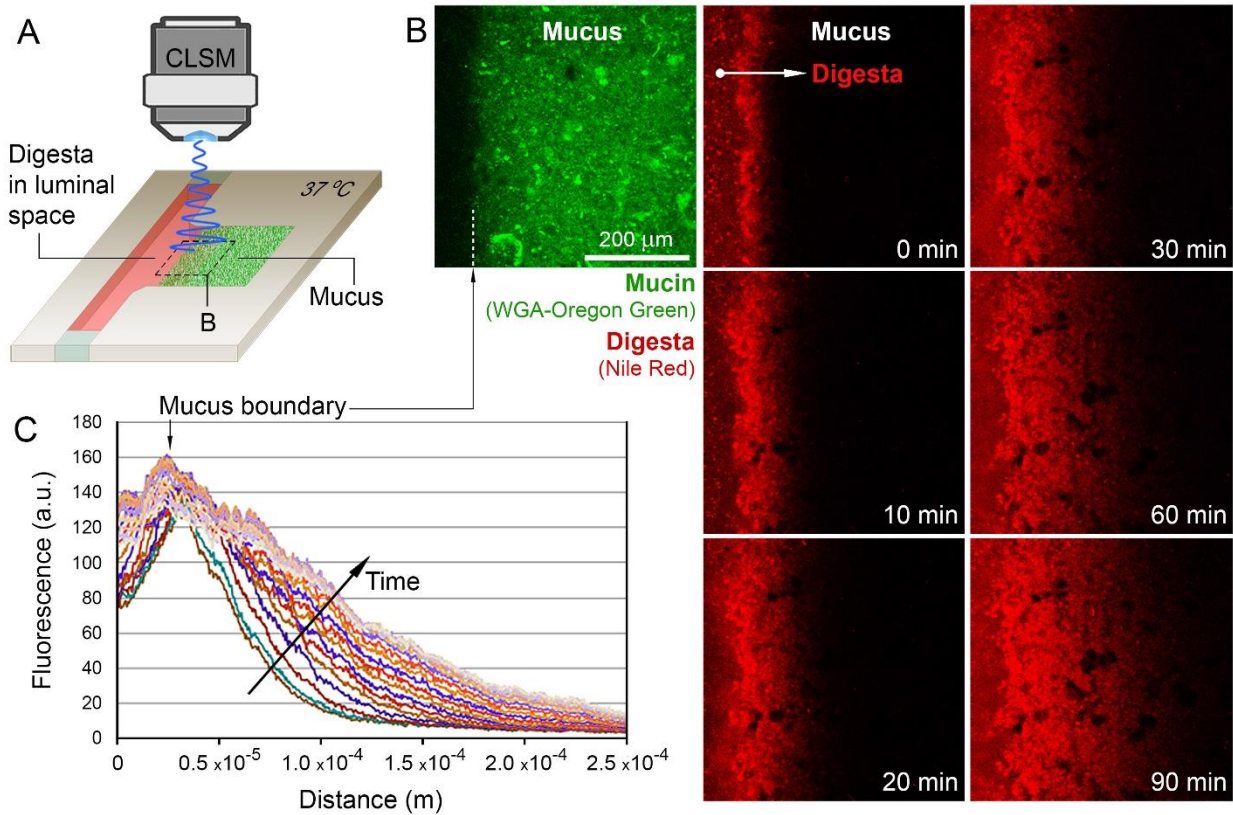 A
CLSM
Digesta
in luminal
space
37 ºC
Mucus
B
B
Mucus
200 µm
Mucin
(WGA-Oregon Green)
Digesta
(Nile Red)
Mucus
Digesta
0 min
30 min
10 min
60 min
20 min
90 min
Mucus boundary
C
180
160
140
120
100
80
60
40
20
0
Fluorescence (a.u.)
Time
0
0.5 x10-5
1.0 x10-4
1.5 x10-4
2.0 x10-4
2.5 x10-4
Distance (m)